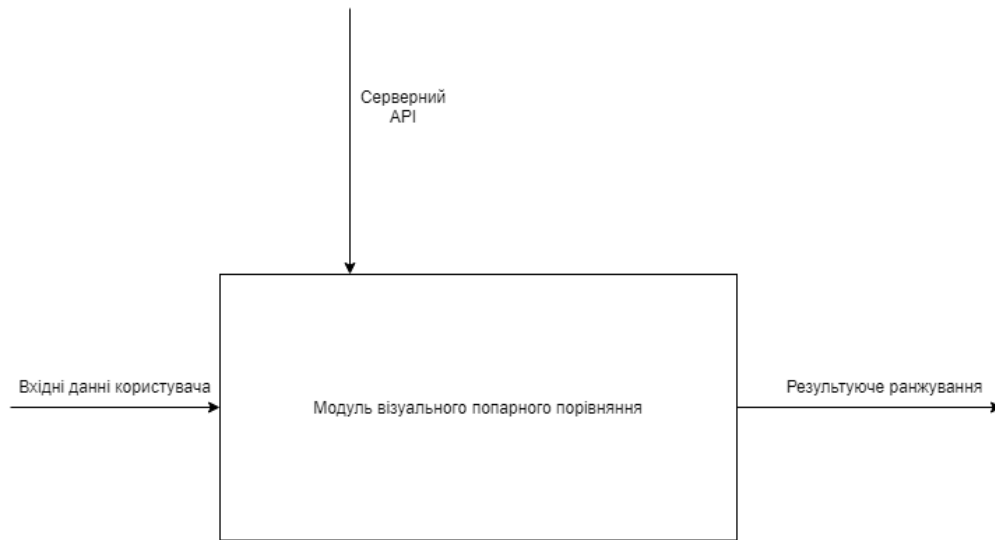 Серверний
API
Вхідні данні користувача
Модуль візуального попарного порівняння
Результуюче ранжування